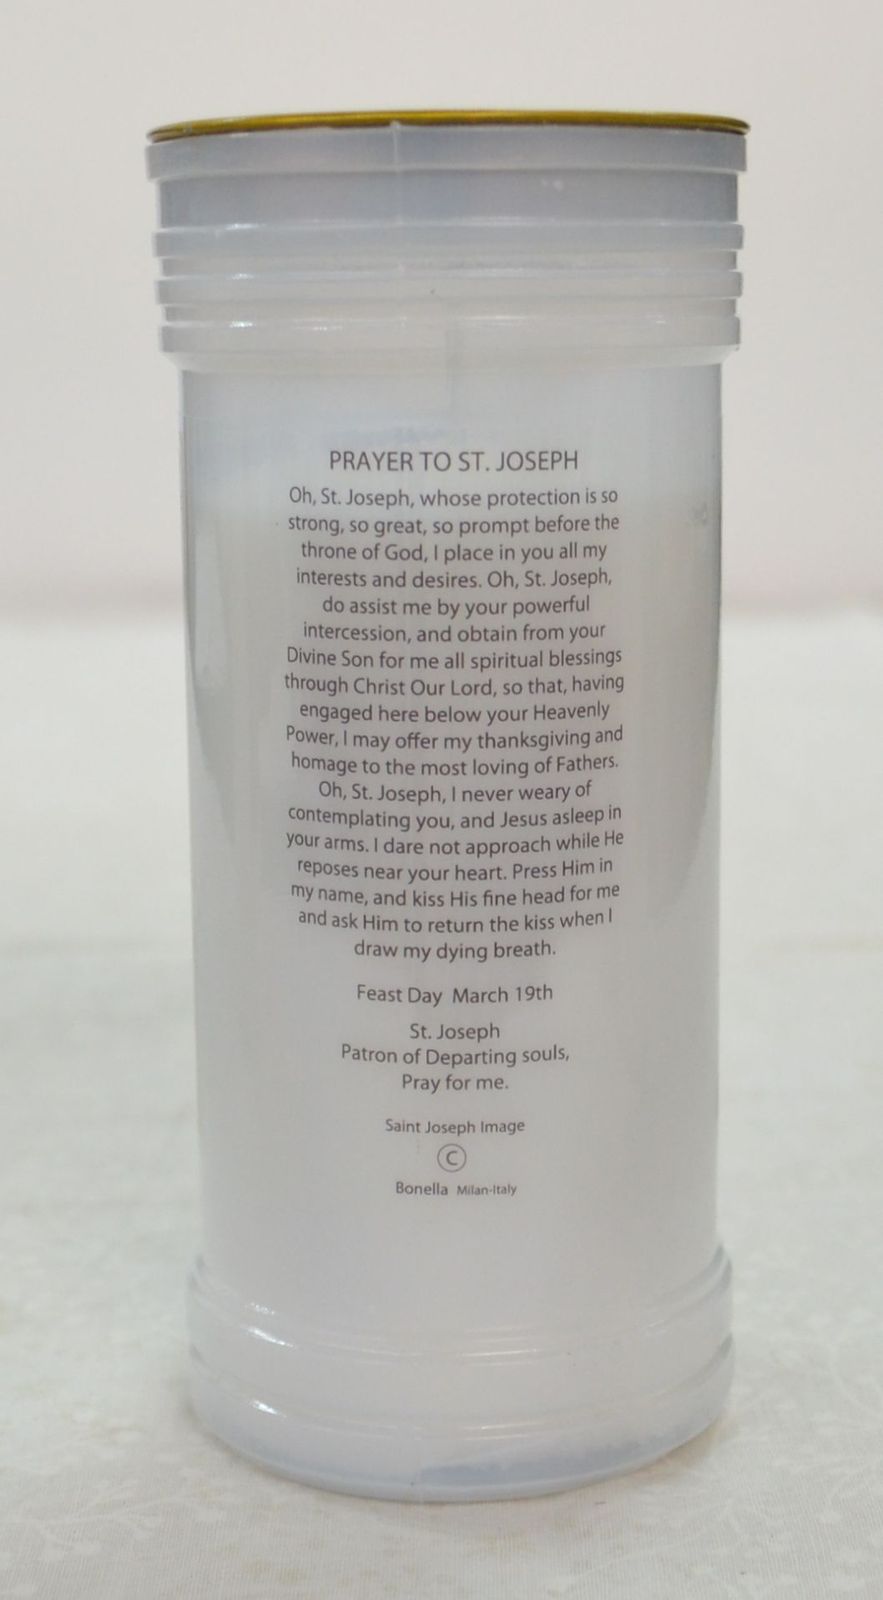 PRAYER TO ST. JOSEPH
Oh, St. Joseph, whose protection is so
strong, so great, so prompt before the
throne of God, I place in you all my
interests and desires. Oh, St. Joseph,
do assist me by your powerful
intercession, and obtain from your
Divine Son for me all spiritual blessings
through Christ Our Lord, so that, having
engaged here below your Heavenly
Power, I may offer my thanksgiving and
homage to the most loving of Fathers.
Oh, St. Joseph, I never weary of
contemplating you, and Jesus asleep in
your arms. I dare not approach while He
reposes near your heart. Press Him in
my name, and kiss His fine head for me
and ask Him to return the kiss when I
draw my dying breath.
Feast Day March 19th
St. Joseph
Patron of Departing souls,
Pray for me.
Saint Joseph Image
©
Bonella Milan-Italy